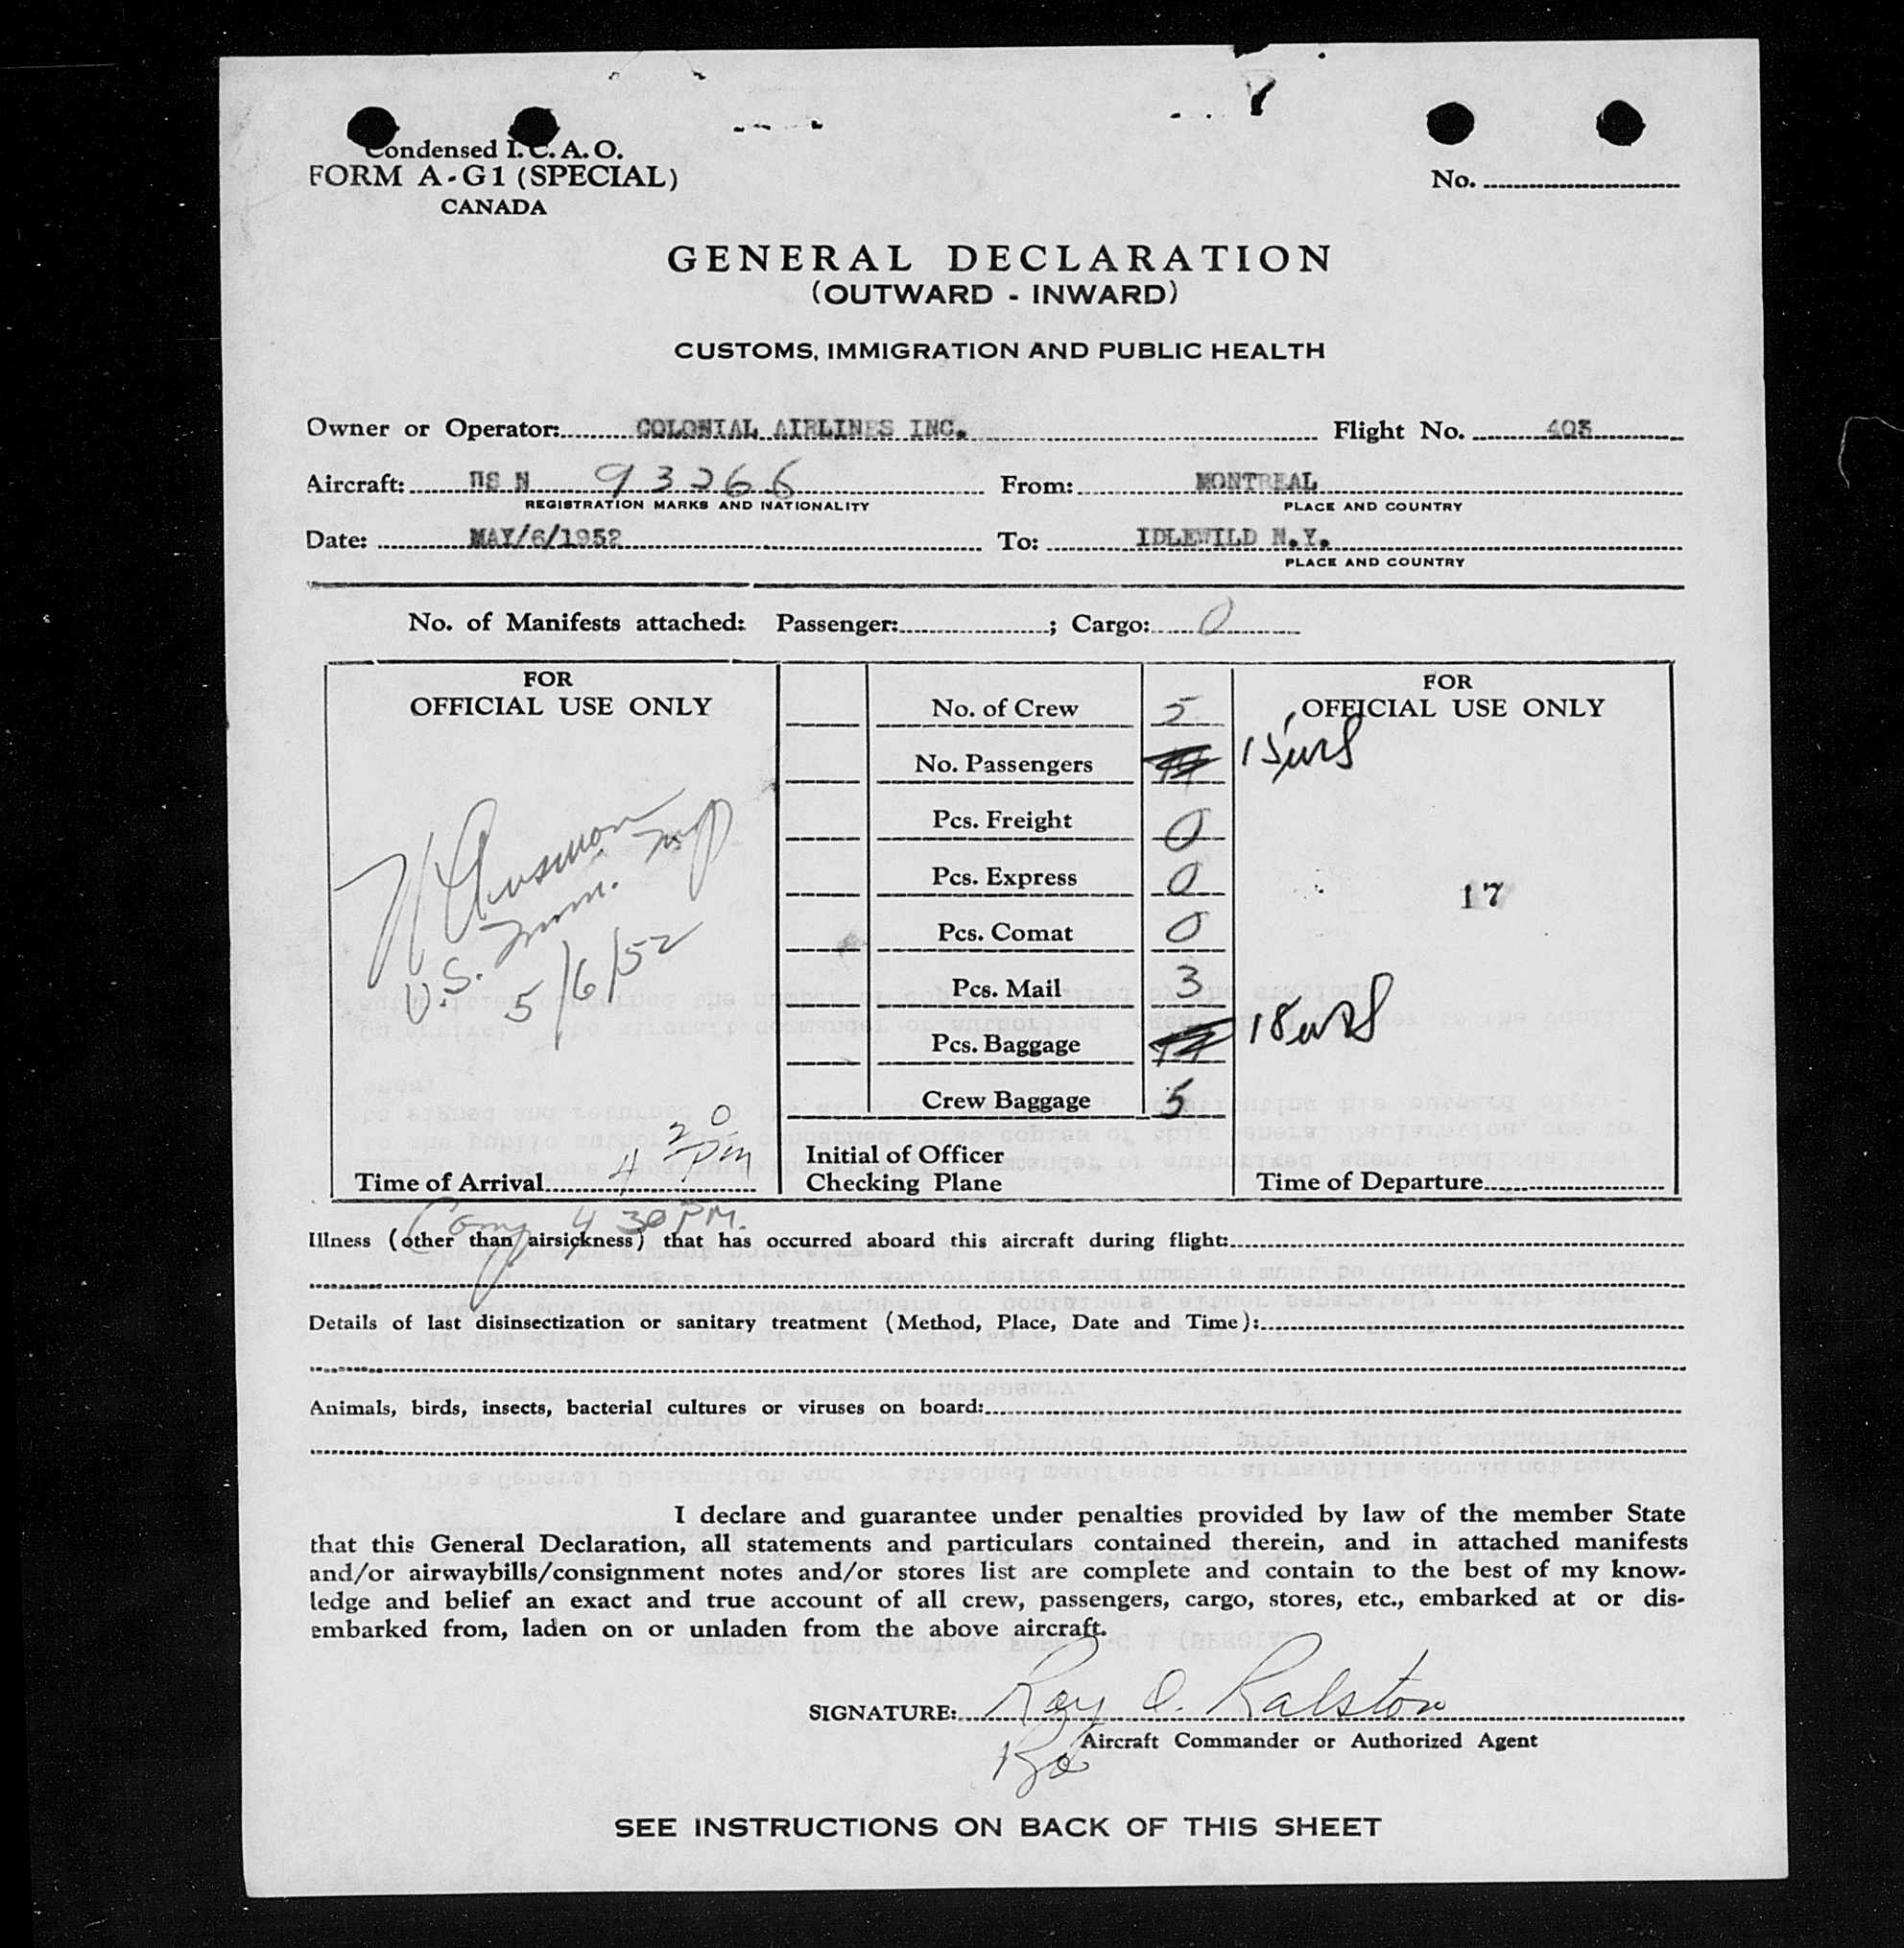 Condensed I.C.A.O.
FORM A-G1 (SPECIAL)
CANADA
No.
GENERAL DECLARATION
(OUTWARD - INWARD)
CUSTOMS, IMMIGRATION AND PUBLIC HEALTH
Owner or Operator: COLONIAL AIRLINES INC. Flight No. 403
Aircraft: US N 93266 From: MONTREAL
REGISTRATION MARKS AND NATIONALITY PLACE AND COUNTRY
Date: MAY/6/1952 To: IDLEWILD N.Y.
PLACE AND COUNTRY
No. of Manifests attached: Passenger: ; Cargo: 0
FOR
OFFICIAL USE ONLY
U.S. Imm. Insp
5/6/52
4 20 PM
Time of Arrival
Comp 4 30 PM.
No. of Crew 5
No. Passengers 15
Pcs. Freight 0
Pcs. Express 0
Pcs. Comat 0
Pcs. Mail 3
Pcs. Baggage 18
Crew Baggage 5
Initial of Officer
Checking Plane
FOR
OFFICIAL USE ONLY
17
Time of Departure
Illness (other than airsickness) that has occurred aboard this aircraft during flight:
Details of last disinsectization or sanitary treatment (Method, Place, Date and Time):
Animals, birds, insects, bacterial cultures or viruses on board:
I declare and guarantee under penalties provided by law of the member State
that this General Declaration, all statements and particulars contained therein, and in attached manifests
and/or airwaybills/consignment notes and/or stores list are complete and contain to the best of my know-
ledge and belief an exact and true account of all crew, passengers, cargo, stores, etc., embarked at or dis-
embarked from, laden on or unladen from the above aircraft.
SIGNATURE: Roy O. Ralston
Aircraft Commander or Authorized Agent
SEE INSTRUCTIONS ON BACK OF THIS SHEET